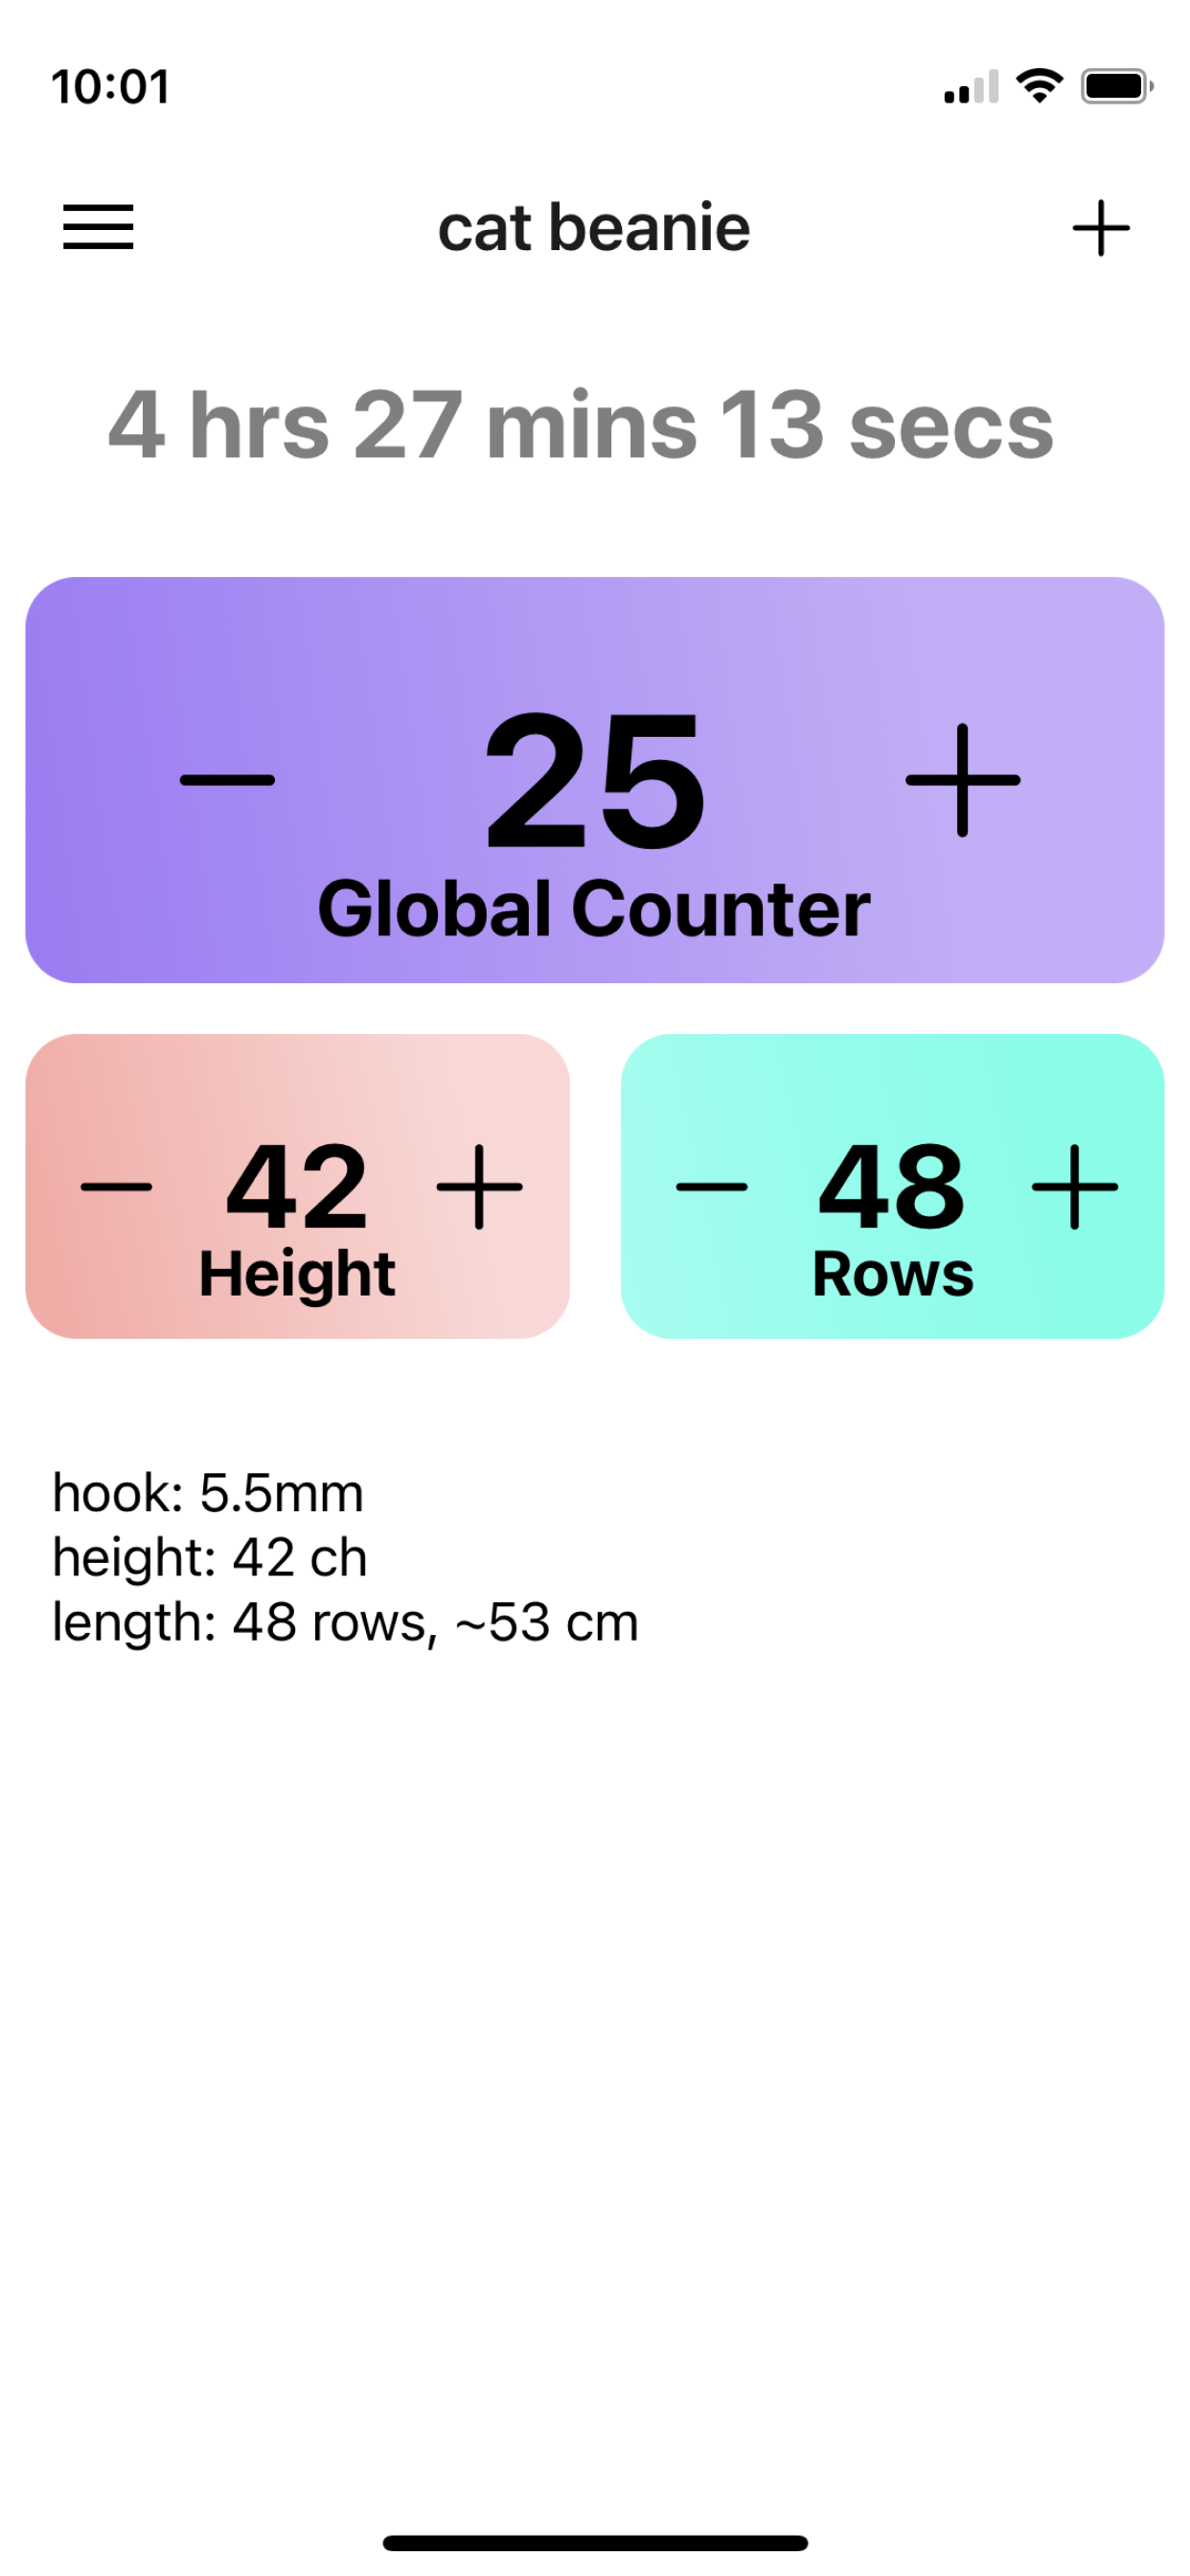 10:01
cat beanie
4 hrs 27 mins 13 secs
25
Global Counter
42
Height
48
Rows
hook: 5.5mm
height: 42 ch
length: 48 rows, ~53 cm